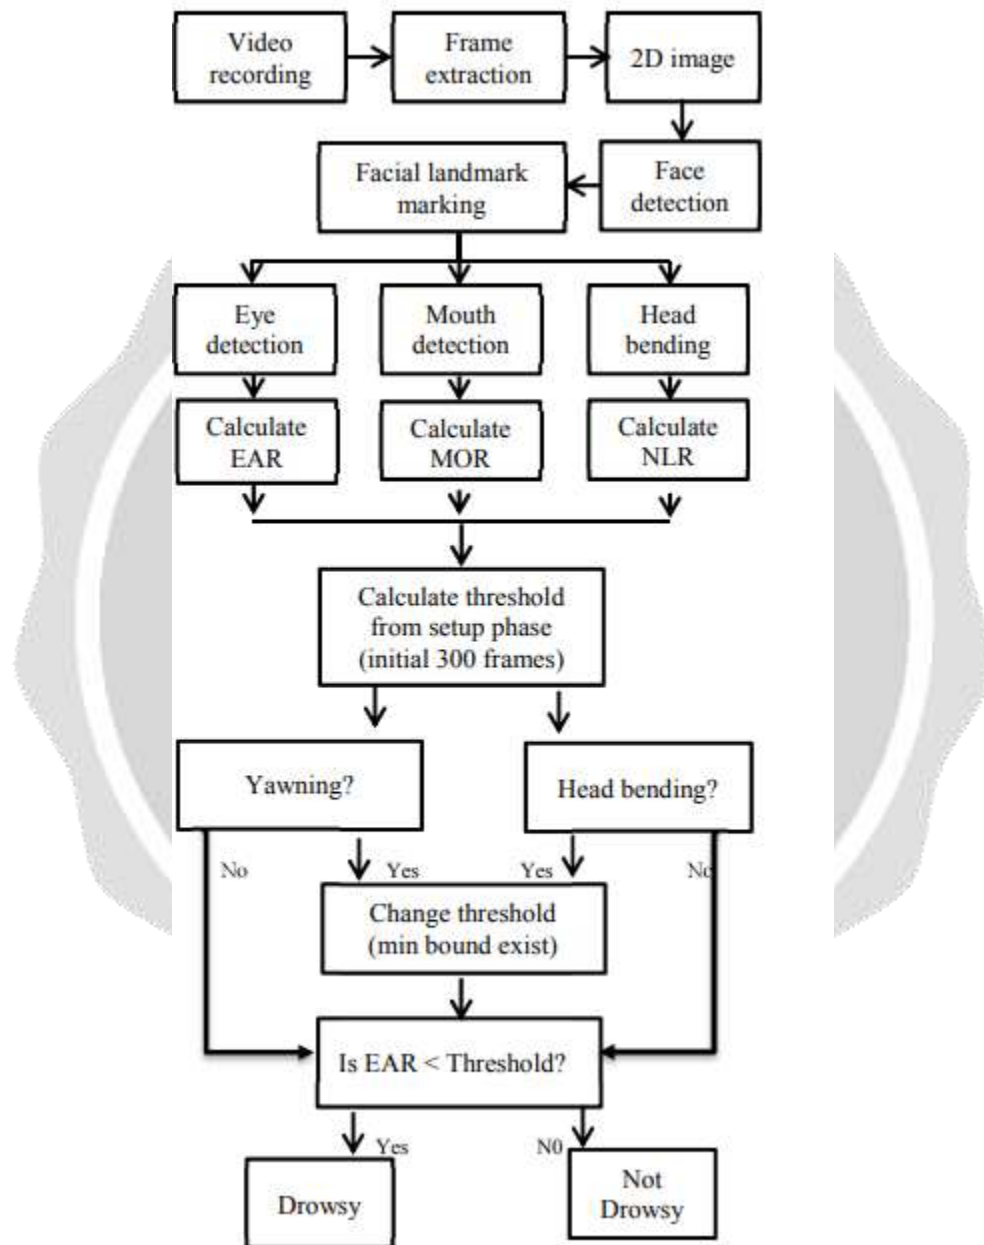 Video
recording
Frame
extraction
2D image
Facial landmark
marking
Face
detection
Eye
detection
Mouth
detection
Head
bending
Calculate
EAR
Calculate
MOR
Calculate
NLR
Calculate threshold
from setup phase
(initial 300 frames)
Yawning?
Head bending?
No
Yes
Yes
No
Change threshold
(min bound exist)
Is EAR < Threshold?
Yes
N0
Drowsy
Not
Drowsy